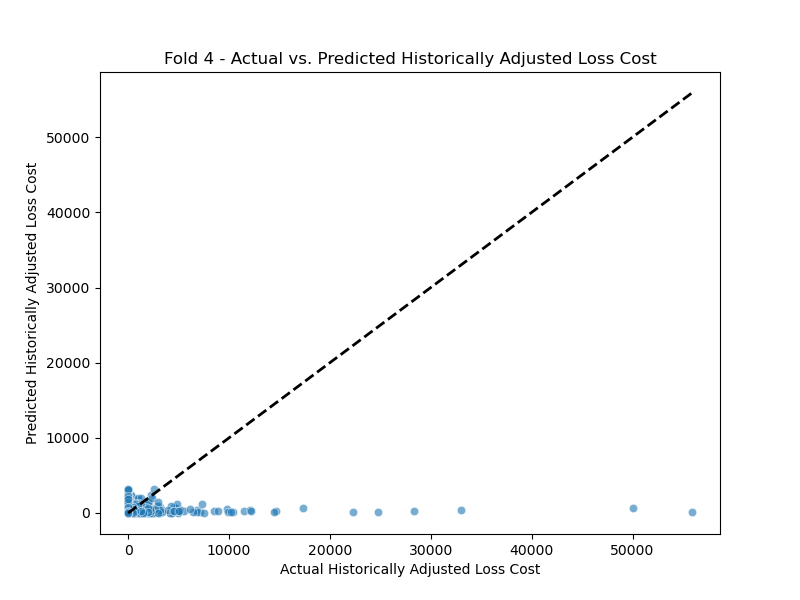 Fold 4 - Actual vs. Predicted Historically Adjusted Loss Cost
Predicted Historically Adjusted Loss Cost
50000
40000
30000
20000
10000
0
0 10000 20000 30000 40000 50000
Actual Historically Adjusted Loss Cost